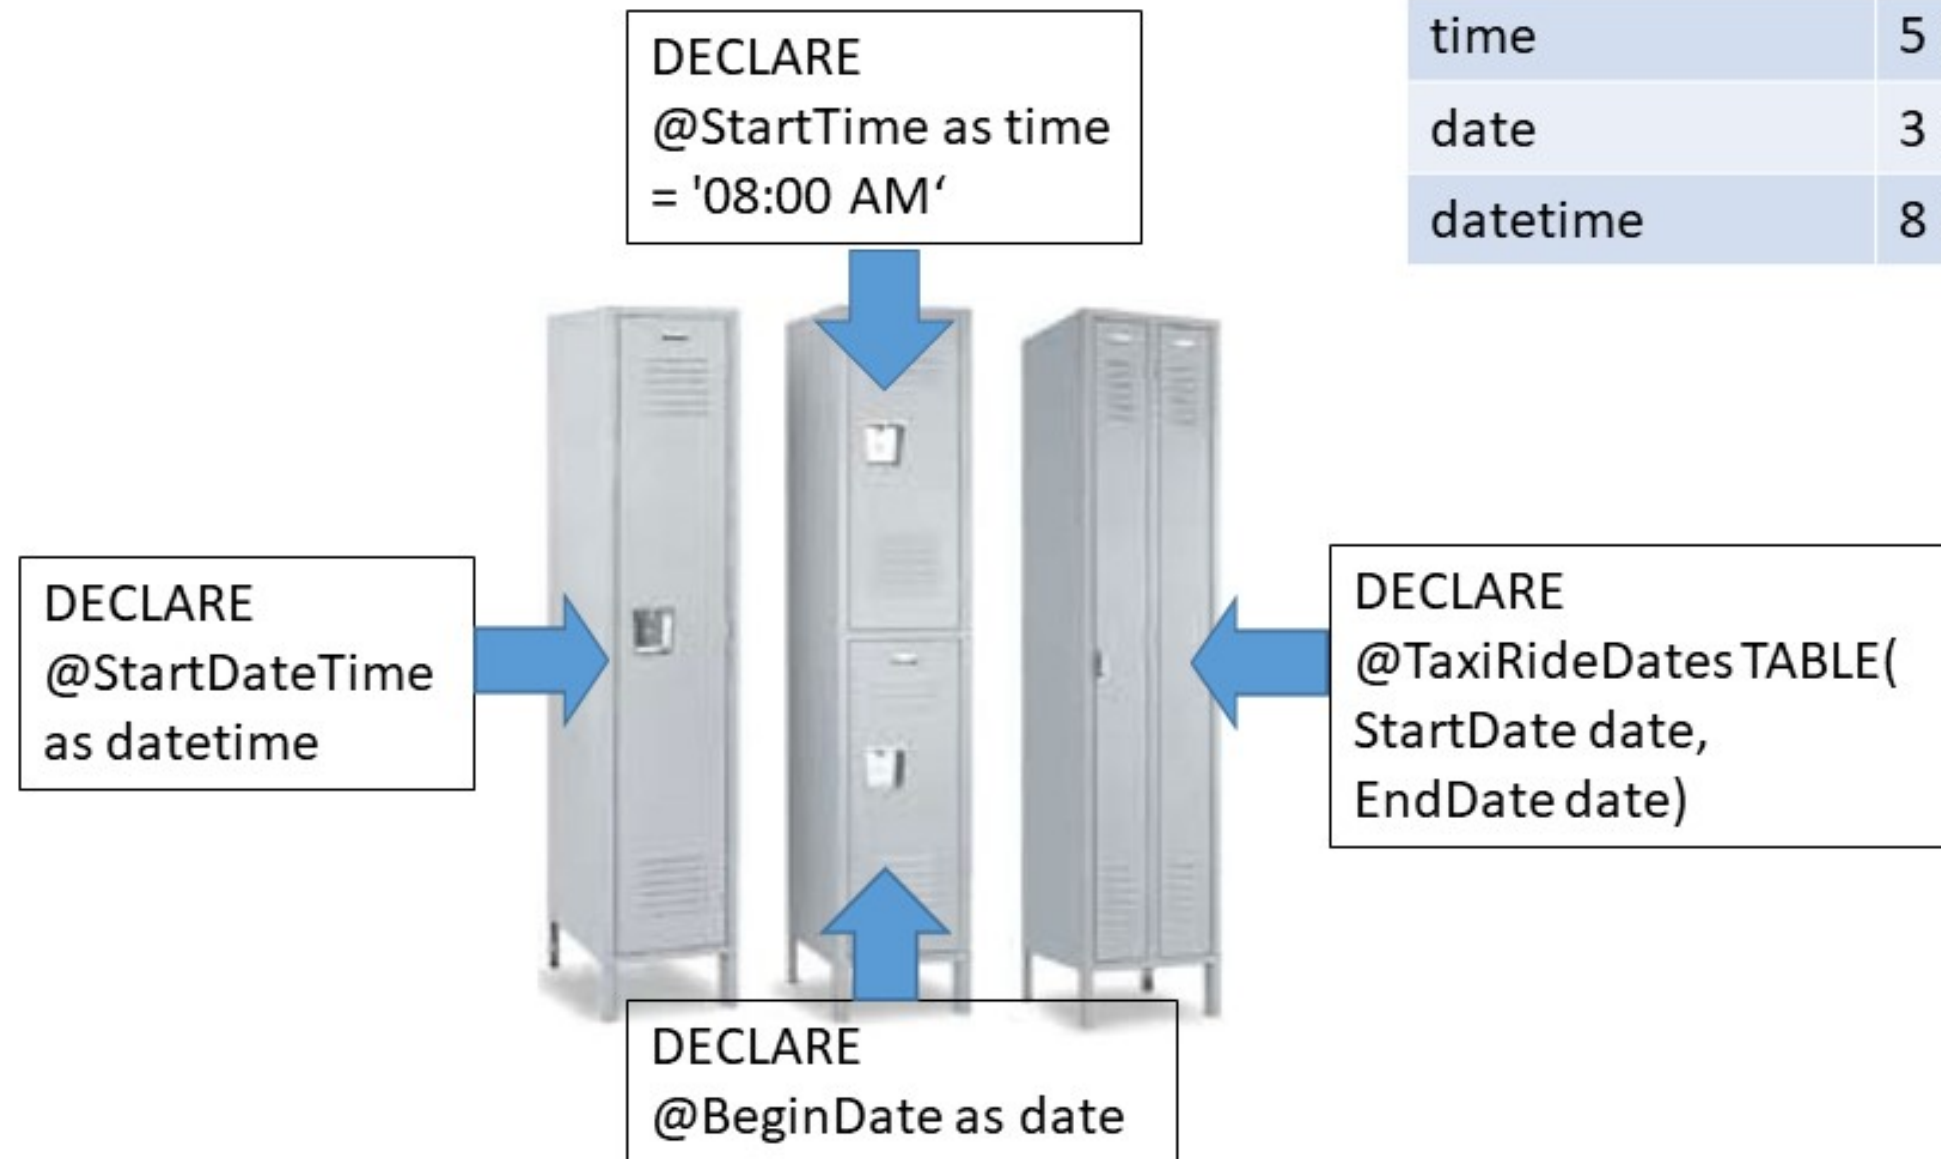 DECLARE
@StartTime as time
= '08:00 AM‘
time 5
date 3
datetime 8
DECLARE
@StartDateTime
as datetime
DECLARE
@TaxiRideDates TABLE(
StartDate date,
EndDate date)
DECLARE
@BeginDate as date